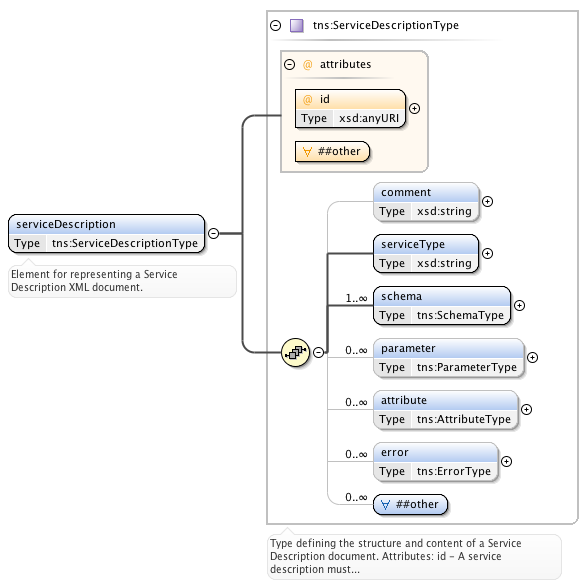 tns:ServiceDescriptionType
@ attributes
@ id
Type xsd:anyURI
∀ ##other
comment
Type xsd:string
serviceDescription
Type tns:ServiceDescriptionType
Element for representing a Service
Description XML document.
serviceType
Type xsd:string
1..∞ schema
Type tns:SchemaType
0..∞ parameter
Type tns:ParameterType
0..∞ attribute
Type tns:AttributeType
0..∞ error
Type tns:ErrorType
0..∞ ∀ ##other
Type defining the structure and content of a Service
Description document. Attributes: id - A service
description must...